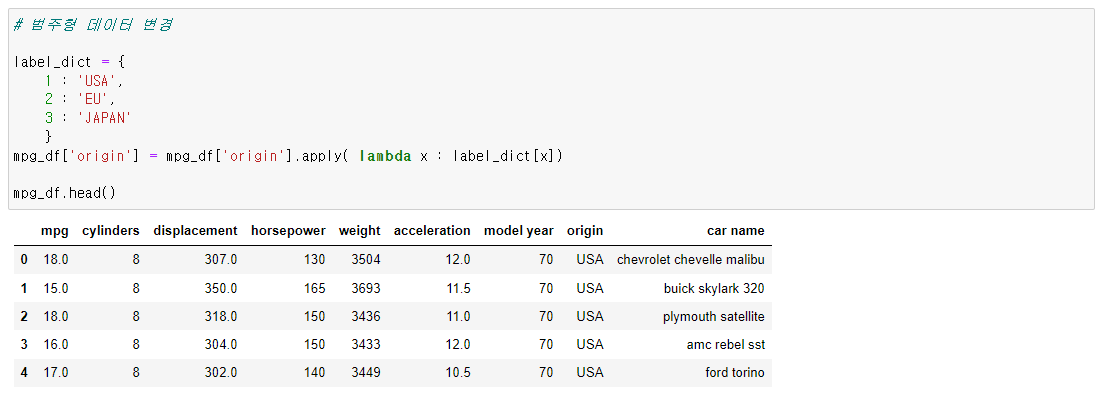 # 범주형 데이터 변경
label_dict = {
1 : 'USA',
2 : 'EU',
3 : 'JAPAN'
}
mpg_df['origin'] = mpg_df['origin'].apply( lambda x : label_dict[x])
mpg_df.head()
mpg cylinders displacement horsepower weight acceleration model year origin car name
0 18.0 8 307.0 130 3504 12.0 70 USA chevrolet chevelle malibu
1 15.0 8 350.0 165 3693 11.5 70 USA buick skylark 320
2 18.0 8 318.0 150 3436 11.0 70 USA plymouth satellite
3 16.0 8 304.0 150 3433 12.0 70 USA amc rebel sst
4 17.0 8 302.0 140 3449 10.5 70 USA ford torino